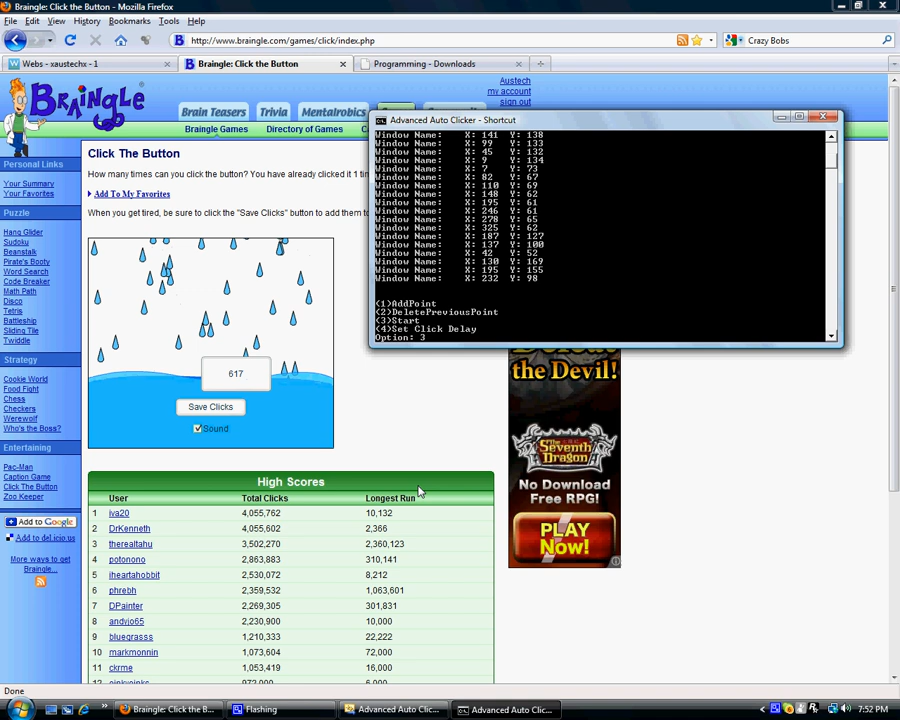 Braingle: Click the Button - Mozilla Firefox
File Edit View History Bookmarks Tools Help
http://www.braingle.com/games/click/index.php
Crazy Bobs
Webs - xaustechx - 1
Braingle: Click the Button
Programming - Downloads
Braingle
Austech
my account
sign out
Brain Teasers Trivia Mentalrobics
Braingle Games Directory of Games
Personal Links
Your Summary
Your Favorites
Puzzle
Hang Glider
Sudoku
Beanstalk
Pirate's Booty
Word Search
Code Breaker
Math Path
Disco
Tetris
Battleship
Sliding Tile
Twiddle
Strategy
Cookie World
Food Fight
Chess
Checkers
Werewolf
Who's the Boss?
Entertaining
Pac-Man
Caption Game
Click The Button
Zoo Keeper
Add to Google
Add to del.icio.us
More ways to get
Braingle...
Click The Button
How many times can you click the button? You have already clicked it 1 ti
Add To My Favorites
When you get tired, be sure to click the "Save Clicks" button to add them to
617
Save Clicks
Sound
Advanced Auto Clicker - Shortcut
Window Name: X: 141 Y: 138
Window Name: X: 99 Y: 133
Window Name: X: 45 Y: 132
Window Name: X: 9 Y: 134
Window Name: X: 7 Y: 73
Window Name: X: 82 Y: 67
Window Name: X: 110 Y: 69
Window Name: X: 148 Y: 62
Window Name: X: 195 Y: 61
Window Name: X: 246 Y: 61
Window Name: X: 278 Y: 65
Window Name: X: 325 Y: 62
Window Name: X: 187 Y: 127
Window Name: X: 137 Y: 100
Window Name: X: 42 Y: 52
Window Name: X: 130 Y: 169
Window Name: X: 195 Y: 155
Window Name: X: 232 Y: 98
(1)AddPoint
(2)DeletePreviousPoint
(3)Start
(4)Set Click Delay
Option: 3
the Devil!
The
Seventh
Dragon
No Download
Free RPG!
PLAY
Now!
High Scores
User Total Clicks Longest Run
1 iva20 4,055,762 10,132
2 DrKenneth 4,055,602 2,366
3 therealtahu 3,502,270 2,360,123
4 potonono 2,863,883 310,141
5 iheartahobbit 2,530,072 8,212
6 phrebh 2,359,532 1,063,601
7 DPainter 2,269,305 301,831
8 andyjo65 2,230,900 10,000
9 bluegrasss 1,210,333 22,222
10 markmonnin 1,073,604 72,000
11 ckrme 1,053,419 16,000
Done
Braingle: Click the B...
Flashing
Advanced Auto Clic...
Advanced Auto Clic...
7:52 PM